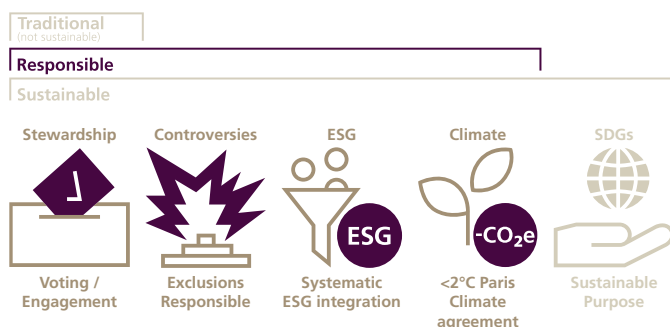 Traditional
(not sustainable)
Responsible
Sustainable
Stewardship
Controversies
ESG
Climate
SDGs
ESG
-CO₂e
Voting /
Engagement
Exclusions
Responsible
Systematic
ESG integration
<2°C Paris
Climate
agreement
Sustainable
Purpose